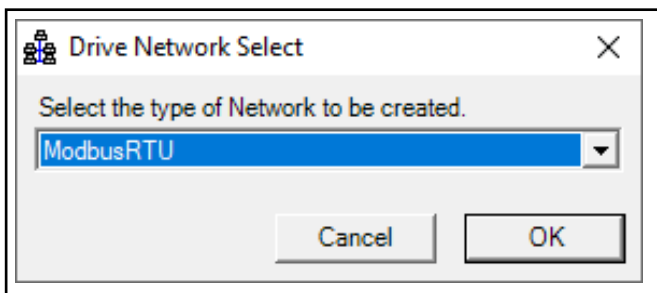 Drive Network Select
Select the type of Network to be created.
ModbusRTU
Cancel OK